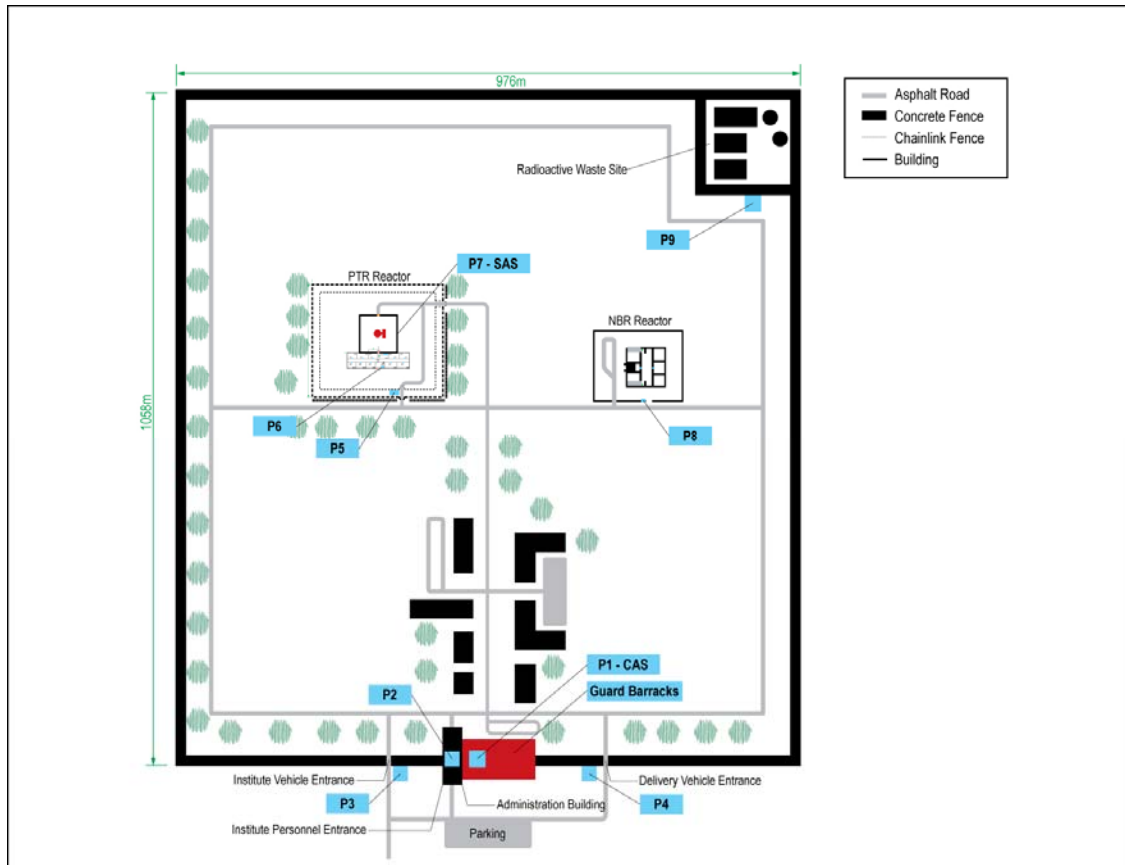 976m
Asphalt Road
Concrete Fence
Chainlink Fence
Building
Radioactive Waste Site
P9
P7 - SAS
PTR Reactor
NBR Reactor
1058m
P6
P5
P8
P1 - CAS
P2
Guard Barracks
Institute Vehicle Entrance
Delivery Vehicle Entrance
P3
Administration Building
P4
Institute Personnel Entrance
Parking